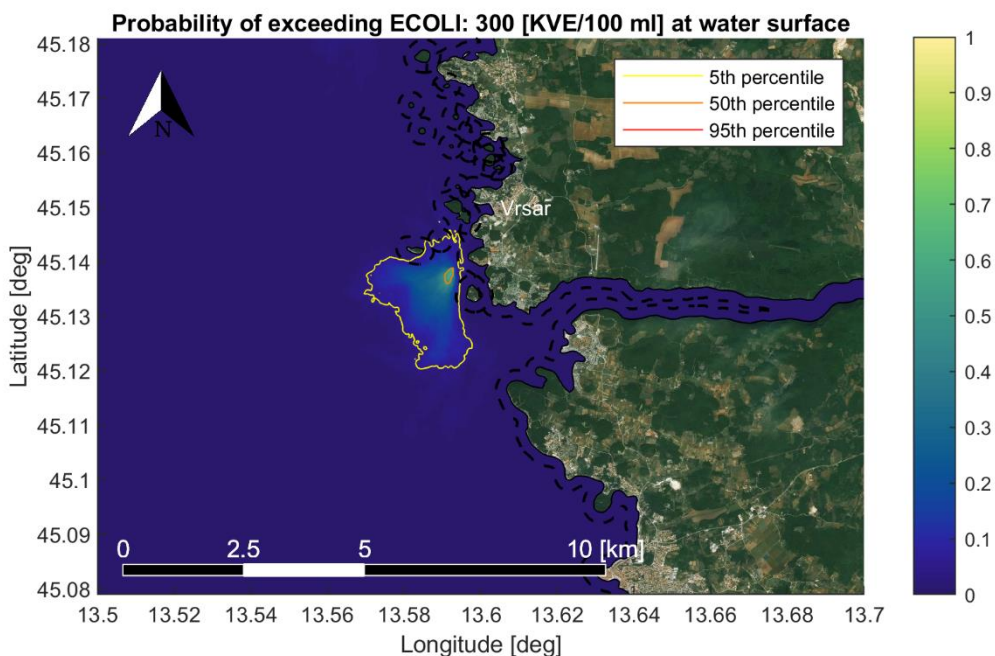 Probability of exceeding ECOLI: 300 [KVE/100 ml] at water surface
45.18
45.17
45.16
45.15
45.14
45.13
45.12
45.11
45.1
45.09
45.08
Latitude [deg]
N
5th percentile
50th percentile
95th percentile
Vrsar
0 2.5 5 10 [km]
13.5 13.52 13.54 13.56 13.58 13.6 13.62 13.64 13.66 13.68 13.7
Longitude [deg]
1
0.9
0.8
0.7
0.6
0.5
0.4
0.3
0.2
0.1
0